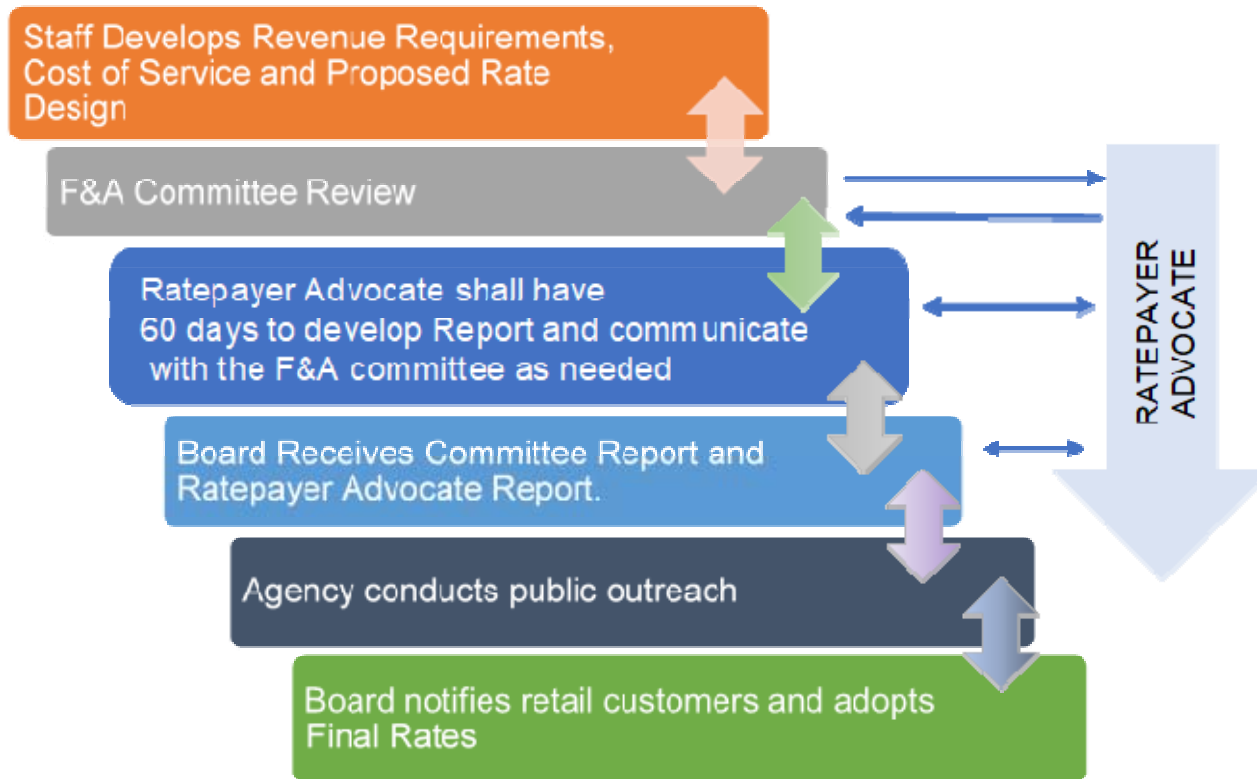 Staff Develops Revenue Requirements,
Cost of Service and Proposed Rate
Design
F&A Committee Review
Ratepayer Advocate shall have
60 days to develop Report and communicate
with the F&A committee as needed
Board Receives Committee Report and
Ratepayer Advocate Report.
Agency conducts public outreach
Board notifies retail customers and adopts
Final Rates
RATEPAYER
ADVOCATE